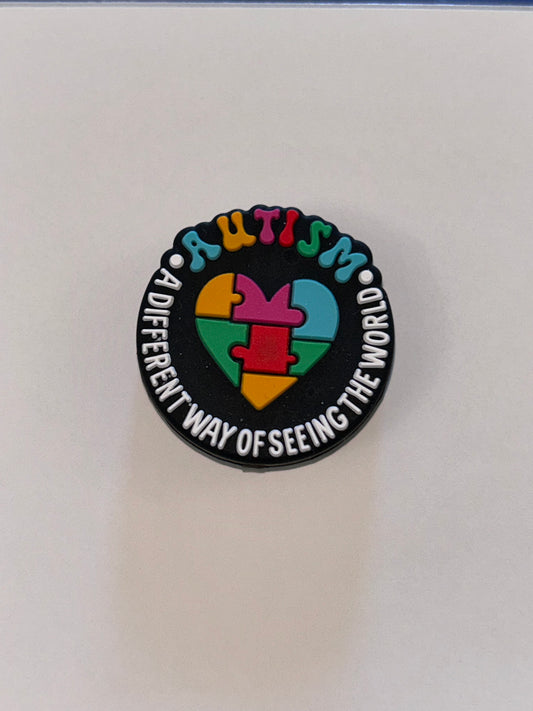 AUTISM
• A DIFFERENT WAY OF SEEING THE WORLD •